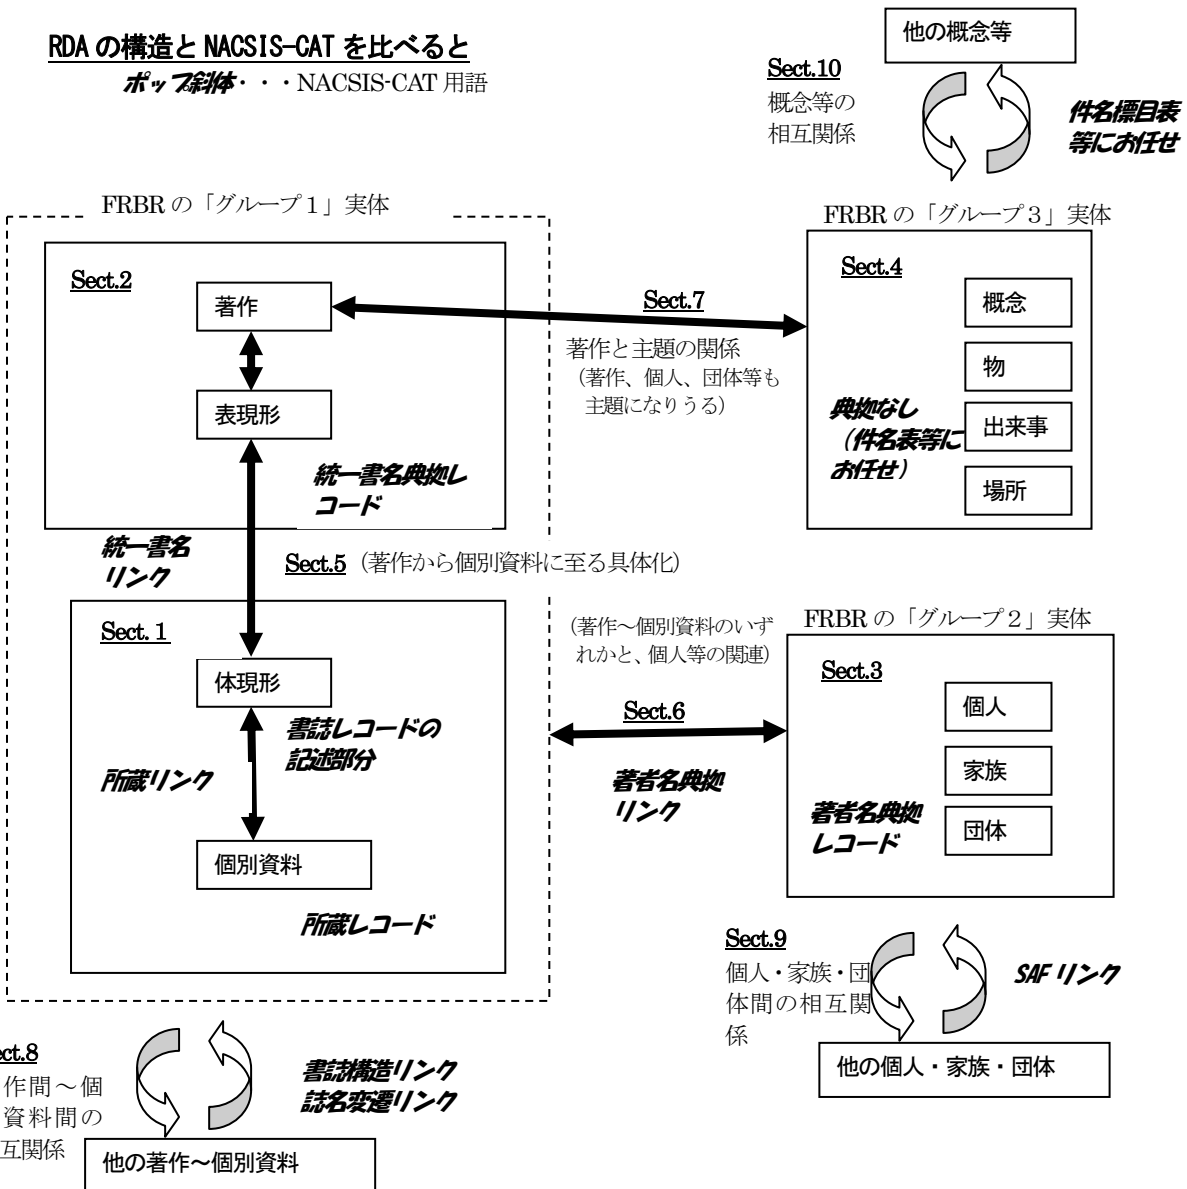 RDA の構造と NACSIS-CAT を比べると
ポップ斜体・・・NACSIS-CAT 用語
他の概念等
Sect.10
概念等の
相互関係
件名標目表
等にお任せ
FRBR の「グループ１」実体
Sect.2
著作
表現形
統一書名典拠レ
コード
統一書名
リンク
Sect.5（著作から個別資料に至る具体化）
Sect. 1
体現形
書誌レコードの
記述部分
所蔵リンク
個別資料
所蔵レコード
Sect.7
著作と主題の関係
（著作、個人、団体等も
主題になりうる）
FRBR の「グループ３」実体
Sect.4
概念
物
出来事
場所
典拠なし
（件名表等に
お任せ）
（著作～個別資料のいず
れかと、個人等の関連）
Sect.6
著者名典拠
リンク
FRBR の「グループ２」実体
Sect.3
個人
家族
団体
著者名典拠
レコード
Sect.9
個人・家族・団
体間の相互関
係
SAF リンク
他の個人・家族・団体
ect.8
作間～個
資料間の
互関係
書誌構造リンク
誌名変遷リンク
他の著作～個別資料